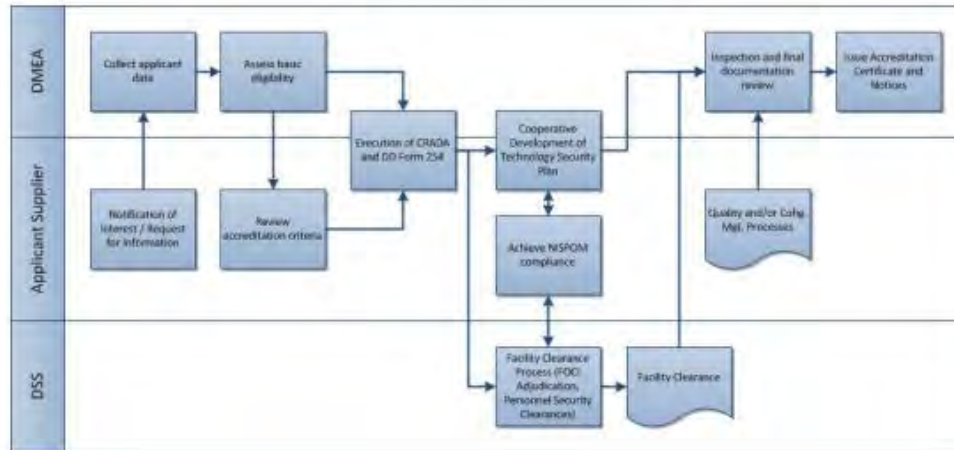 DMEA
Collect applicant
data
Assess basic
eligibility
Inspection and final
documentation
review
Issue Accreditation
Certificate and
Notices
Execution of CRADA
and DD Form 254
Cooperative
Development of
Technology Security
Plan
Applicant Supplier
Notification of
Interest / Request
for Information
Review
accreditation criteria
Achieve NISPOM
compliance
Quality and/or Cofig.
Mgt. Processes
DSS
Facility Clearance
Process (FOCI
Adjudication,
Personnel Security
Clearances)
Facility Clearance